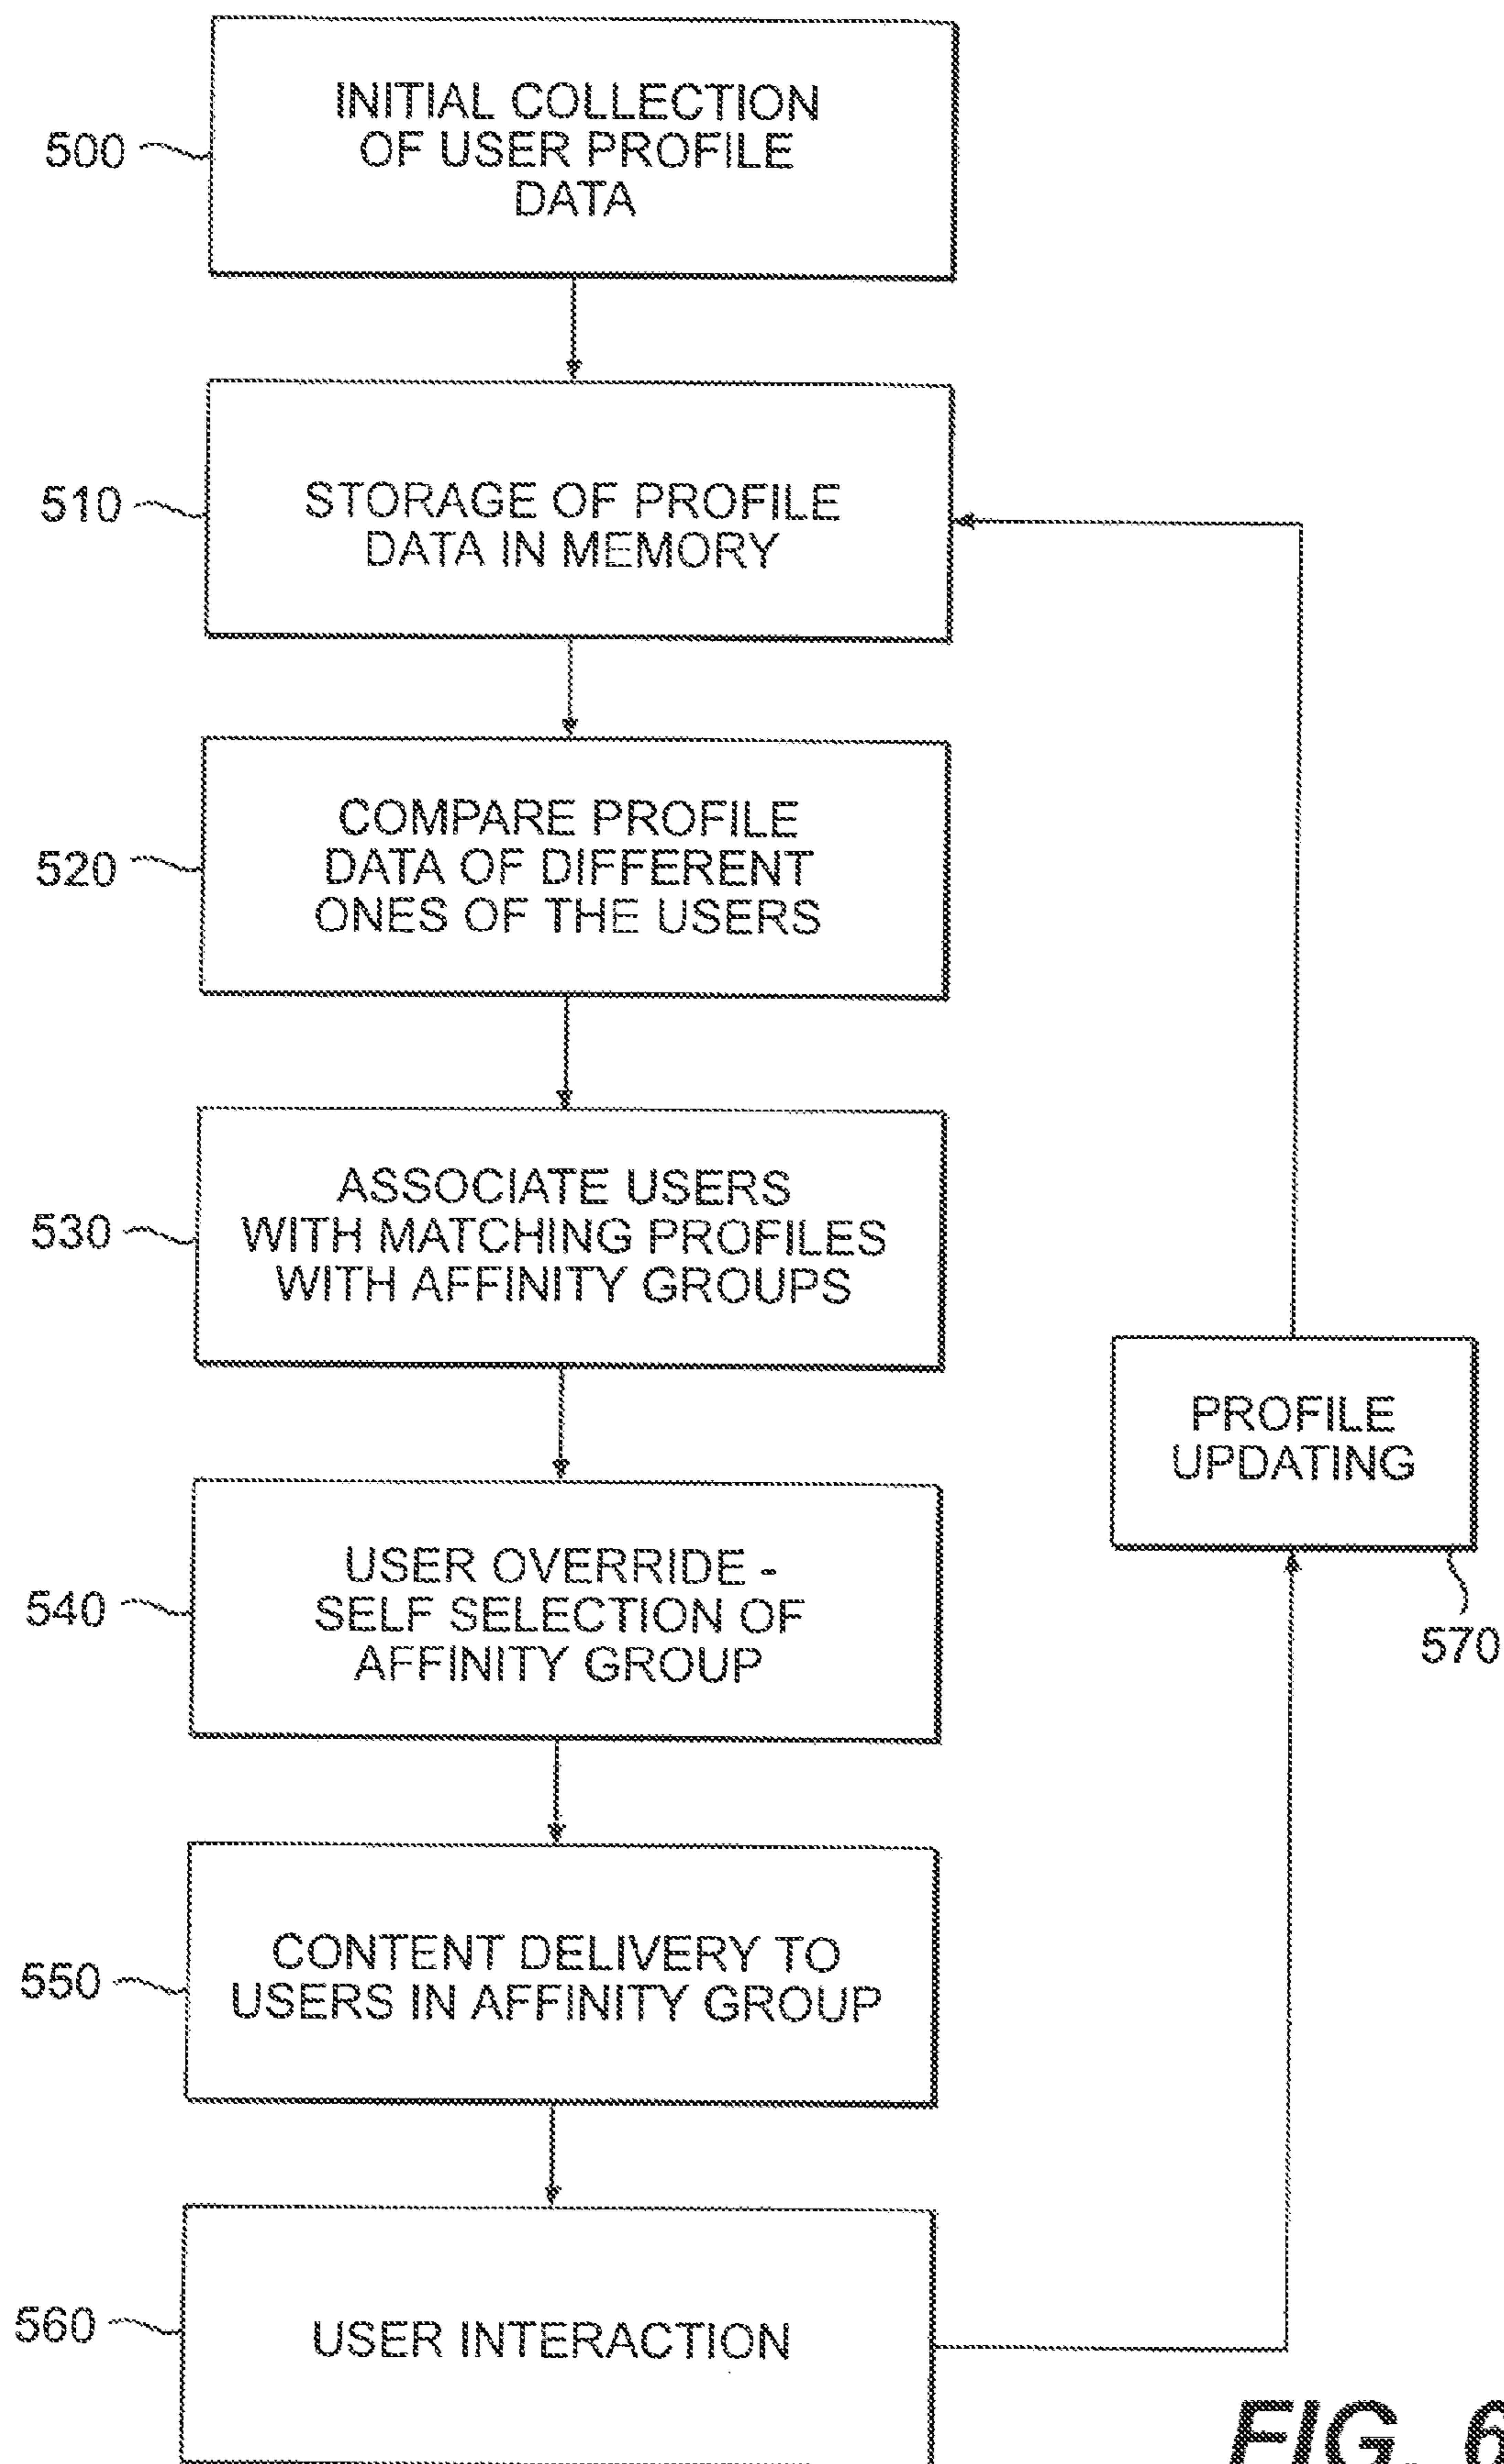 500
INITIAL COLLECTION
OF USER PROFILE
DATA
510
STORAGE OF PROFILE
DATA IN MEMORY
520
COMPARE PROFILE
DATA OF DIFFERENT
ONES OF THE USERS
530
ASSOCIATE USERS
WITH MATCHING PROFILES
WITH AFFINITY GROUPS
PROFILE
UPDATING
570
540
USER OVERRIDE -
SELF SELECTION OF
AFFINITY GROUP
550
CONTENT DELIVERY TO
USERS IN AFFINITY GROUP
560
USER INTERACTION
FIG. 6